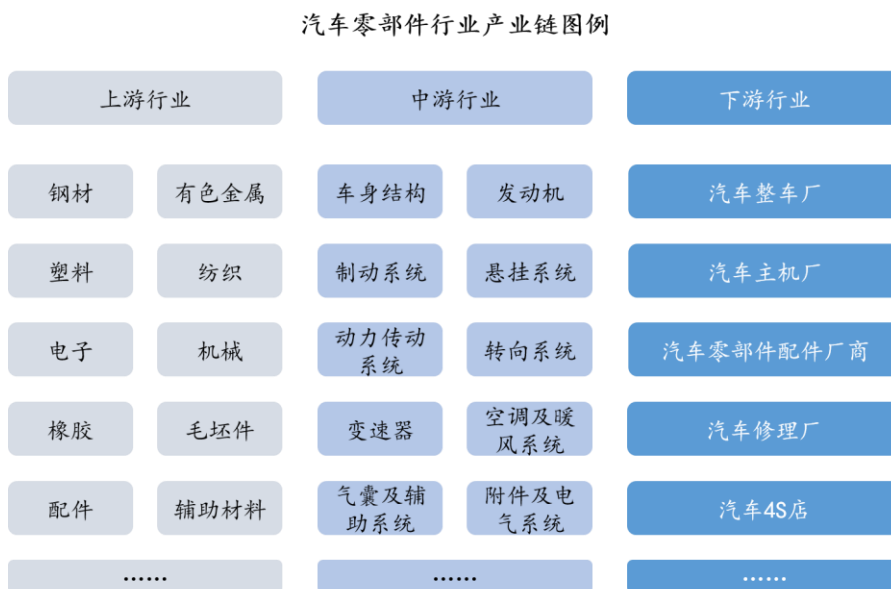 汽车零部件行业产业链图例
上游行业
中游行业
下游行业
钢材
有色金属
车身结构
发动机
汽车整车厂
塑料
纺织
制动系统
悬挂系统
汽车主机厂
电子
机械
动力传动
系统
转向系统
汽车零部件配件厂商
橡胶
毛坯件
变速器
空调及暖
风系统
汽车修理厂
配件
辅助材料
气囊及辅
助系统
附件及电
气系统
汽车4S店
……
……
……